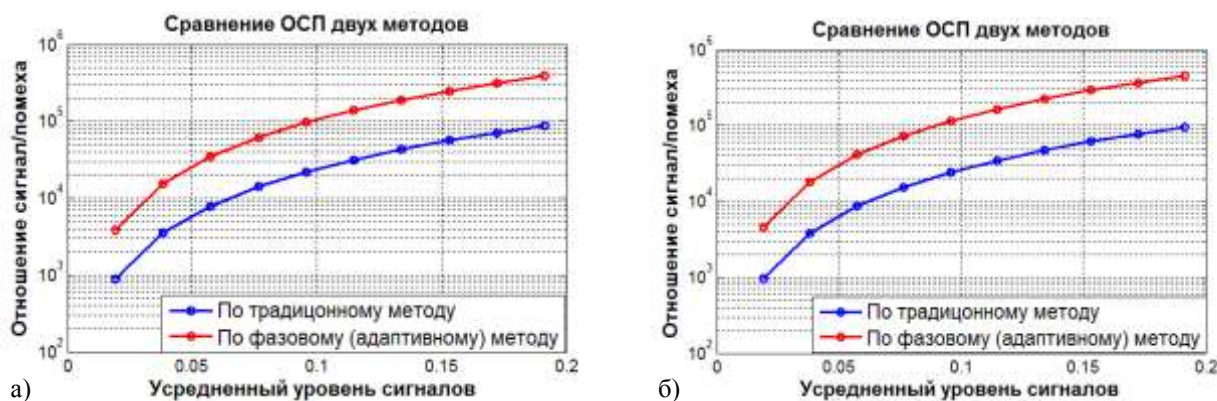 Сравнение ОСП двух методов
Отношение сигнал/помеха
10^6
10^5
10^4
10^3
10^2
По традицонному методу
По фазовому (адаптивному) методу
0
0.05
0.1
0.15
0.2
Усредненный уровень сигналов
а)
Сравнение ОСП двух методов
Отношение сигнал/помеха
10^6
10^5
10^4
10^3
10^2
По традицонному методу
По фазовому (адаптивному) методу
0
0.05
0.1
0.15
0.2
Усредненный уровень сигналов
б)